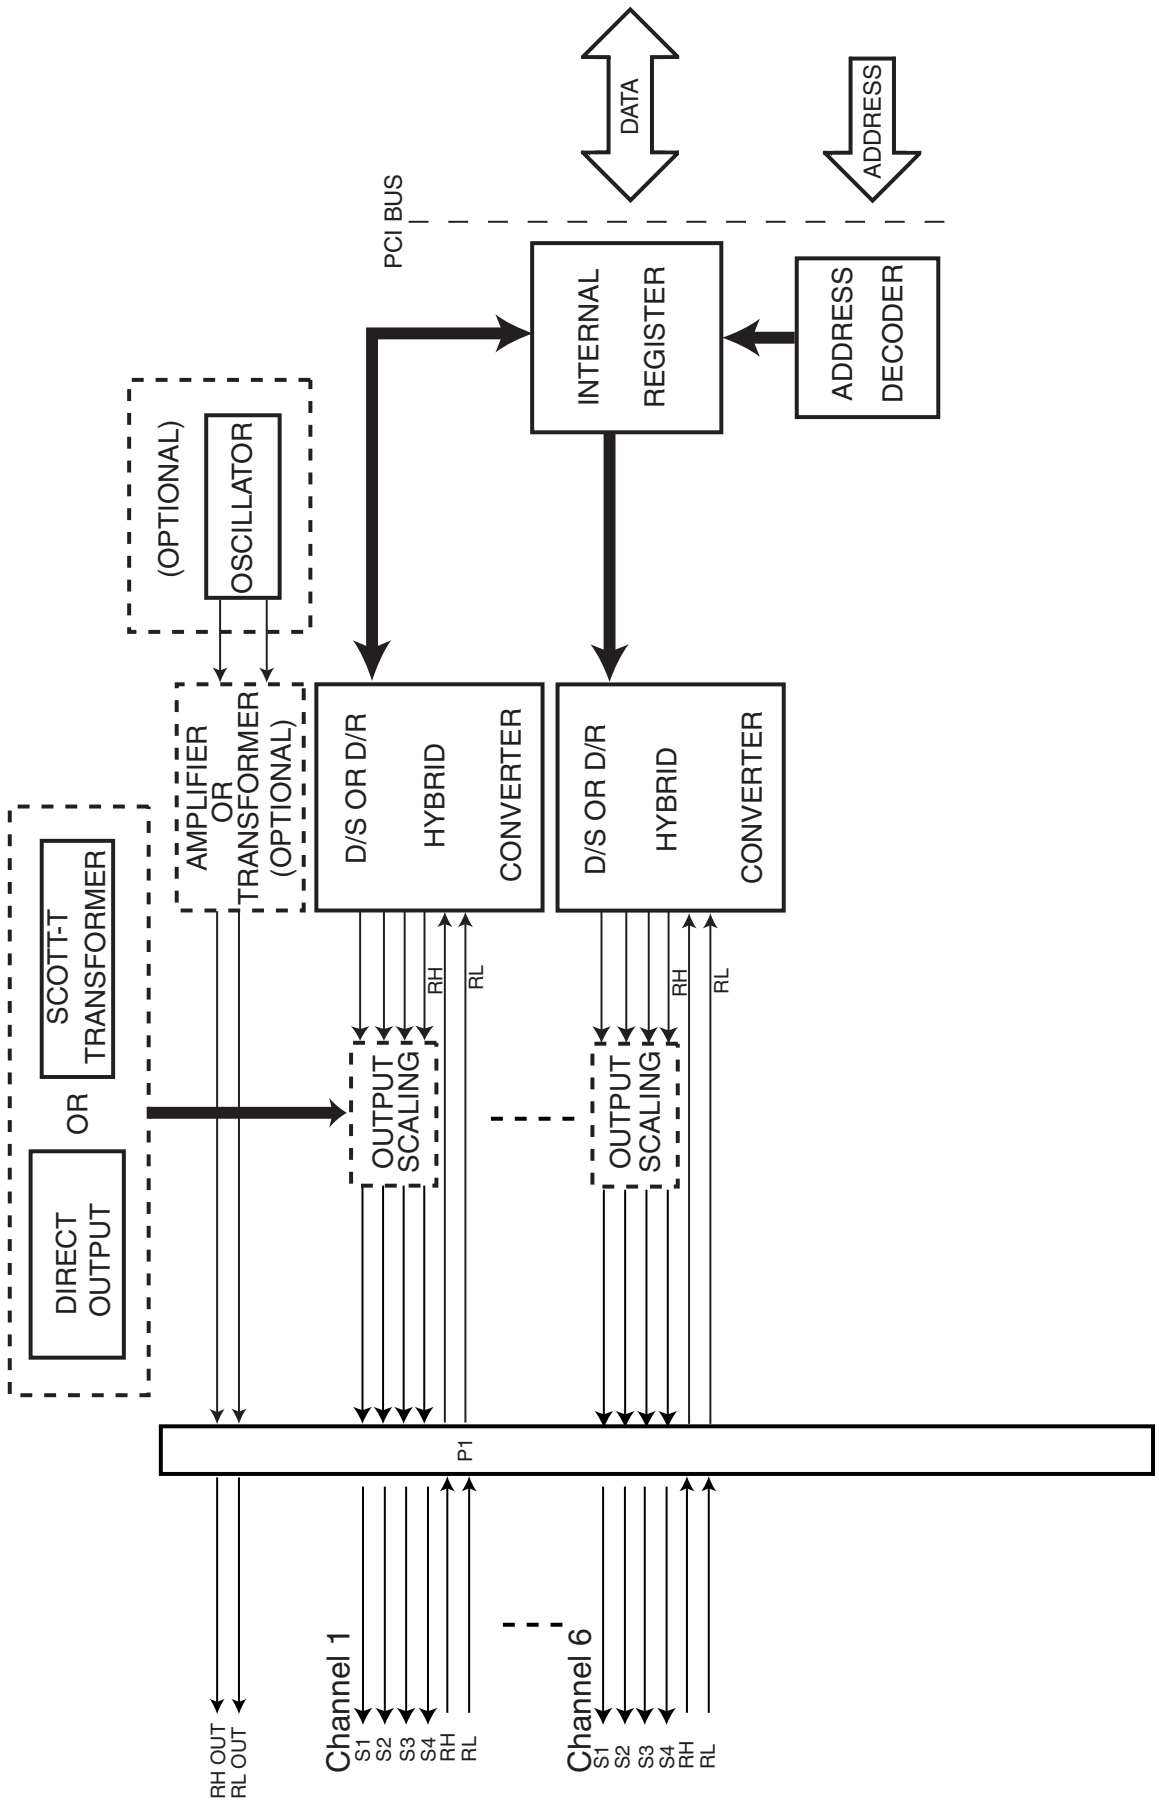 DIRECT
OUTPUT
OR
SCOTT-T
TRANSFORMER
(OPTIONAL)
OSCILLATOR
AMPLIFIER
OR
TRANSFORMER
(OPTIONAL)
RH OUT
RL OUT
Channel 1
S1
S2
S3
S4
RH
RL
P1
OUTPUT
SCALING
RH
RL
D/S OR D/R
HYBRID
CONVERTER
PCI BUS
INTERNAL
REGISTER
DATA
Channel 6
S1
S2
S3
S4
RH
RL
OUTPUT
SCALING
RH
RL
D/S OR D/R
HYBRID
CONVERTER
ADDRESS
DECODER
ADDRESS